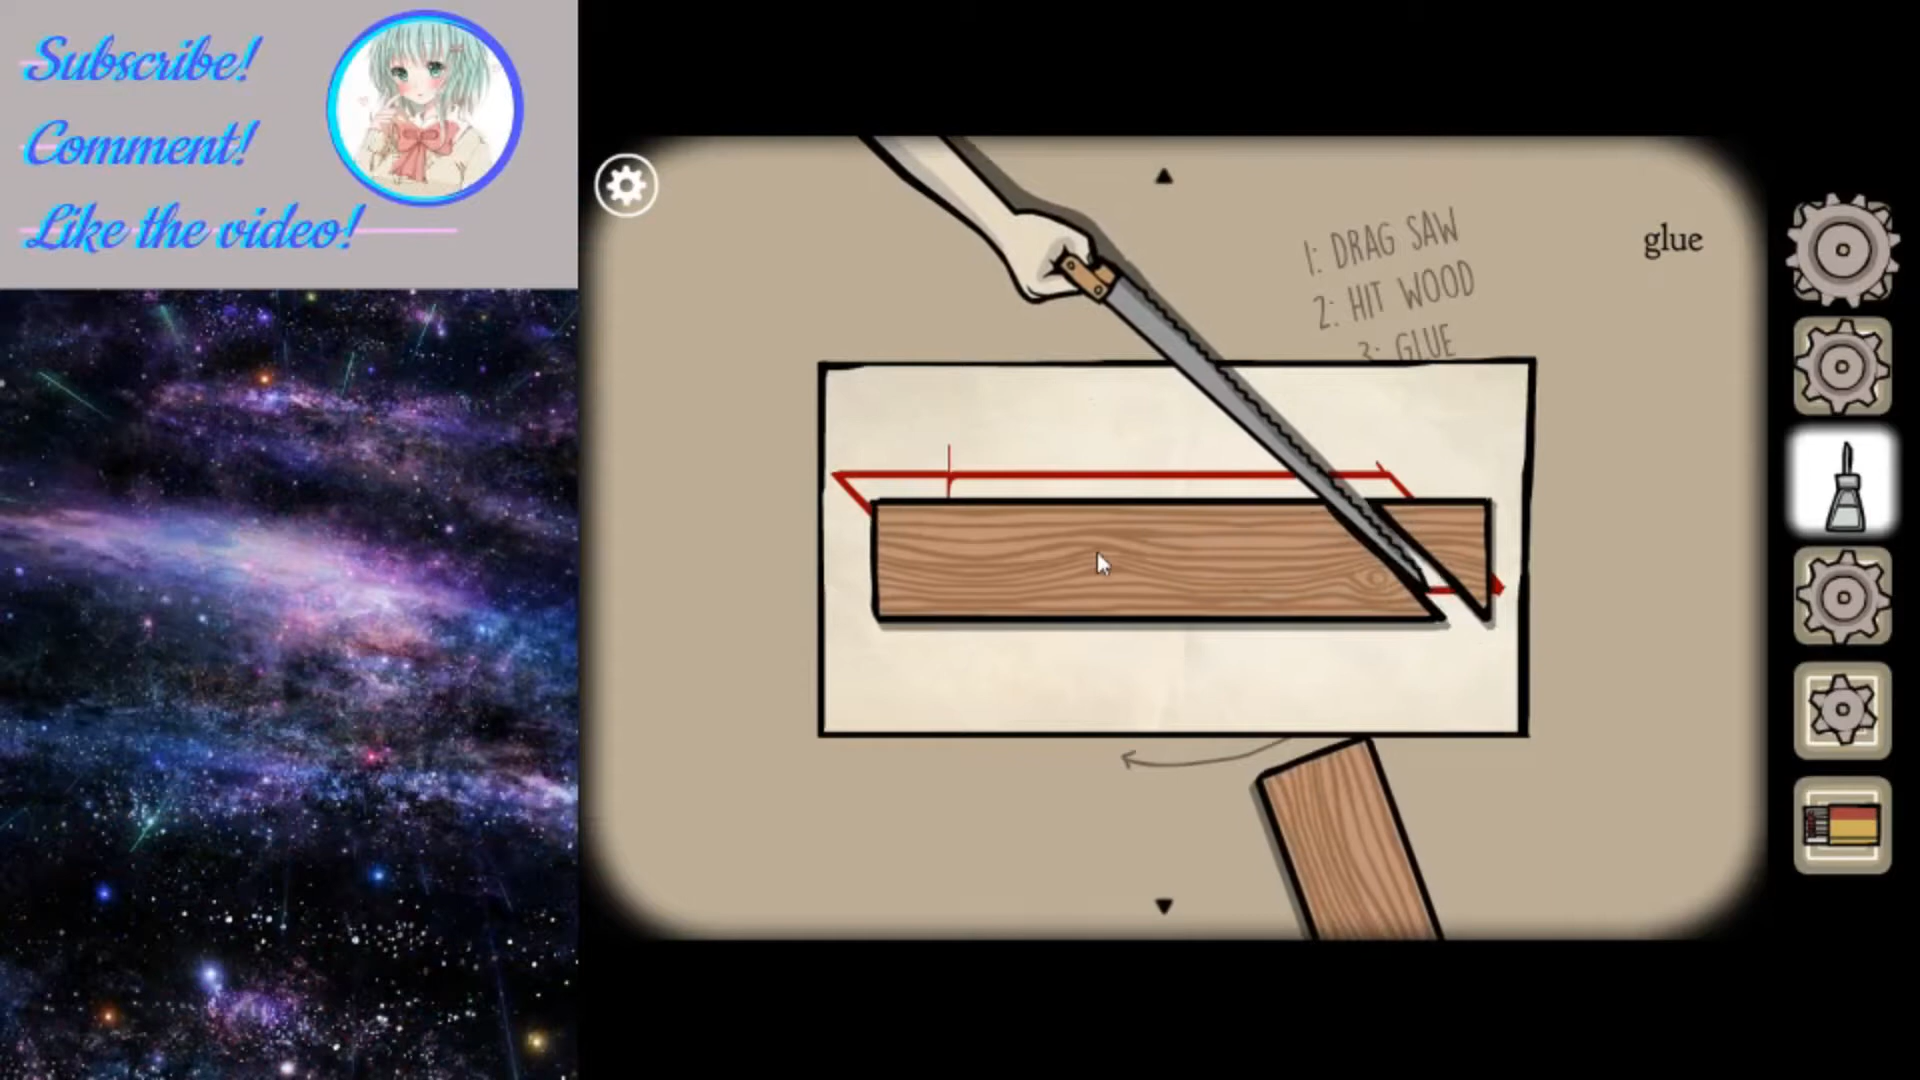 Subscribe!
Comment!
Like the video!
1: DRAG SAW
2: HIT WOOD
3: GLUE
glue